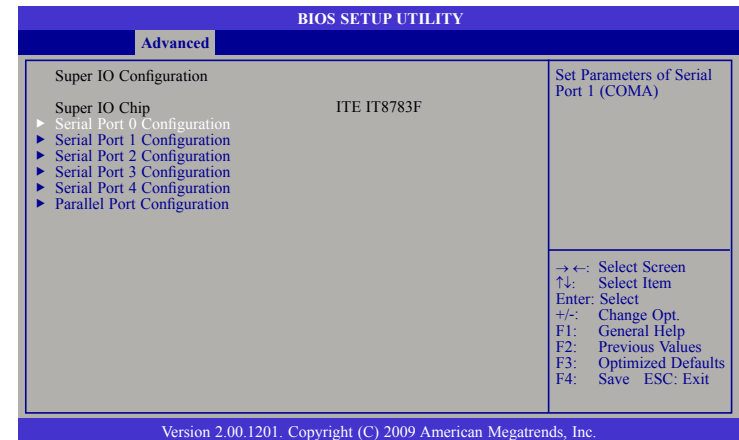 BIOS SETUP UTILITY
Advanced
Super IO Configuration
Super IO Chip ITE IT8783F
▶ Serial Port 0 Configuration
▶ Serial Port 1 Configuration
▶ Serial Port 2 Configuration
▶ Serial Port 3 Configuration
▶ Serial Port 4 Configuration
▶ Parallel Port Configuration
Set Parameters of Serial
Port 1 (COMA)
→←: Select Screen
↑↓: Select Item
Enter: Select
+/-: Change Opt.
F1: General Help
F2: Previous Values
F3: Optimized Defaults
F4: Save ESC: Exit
Version 2.00.1201. Copyright (C) 2009 American Megatrends, Inc.